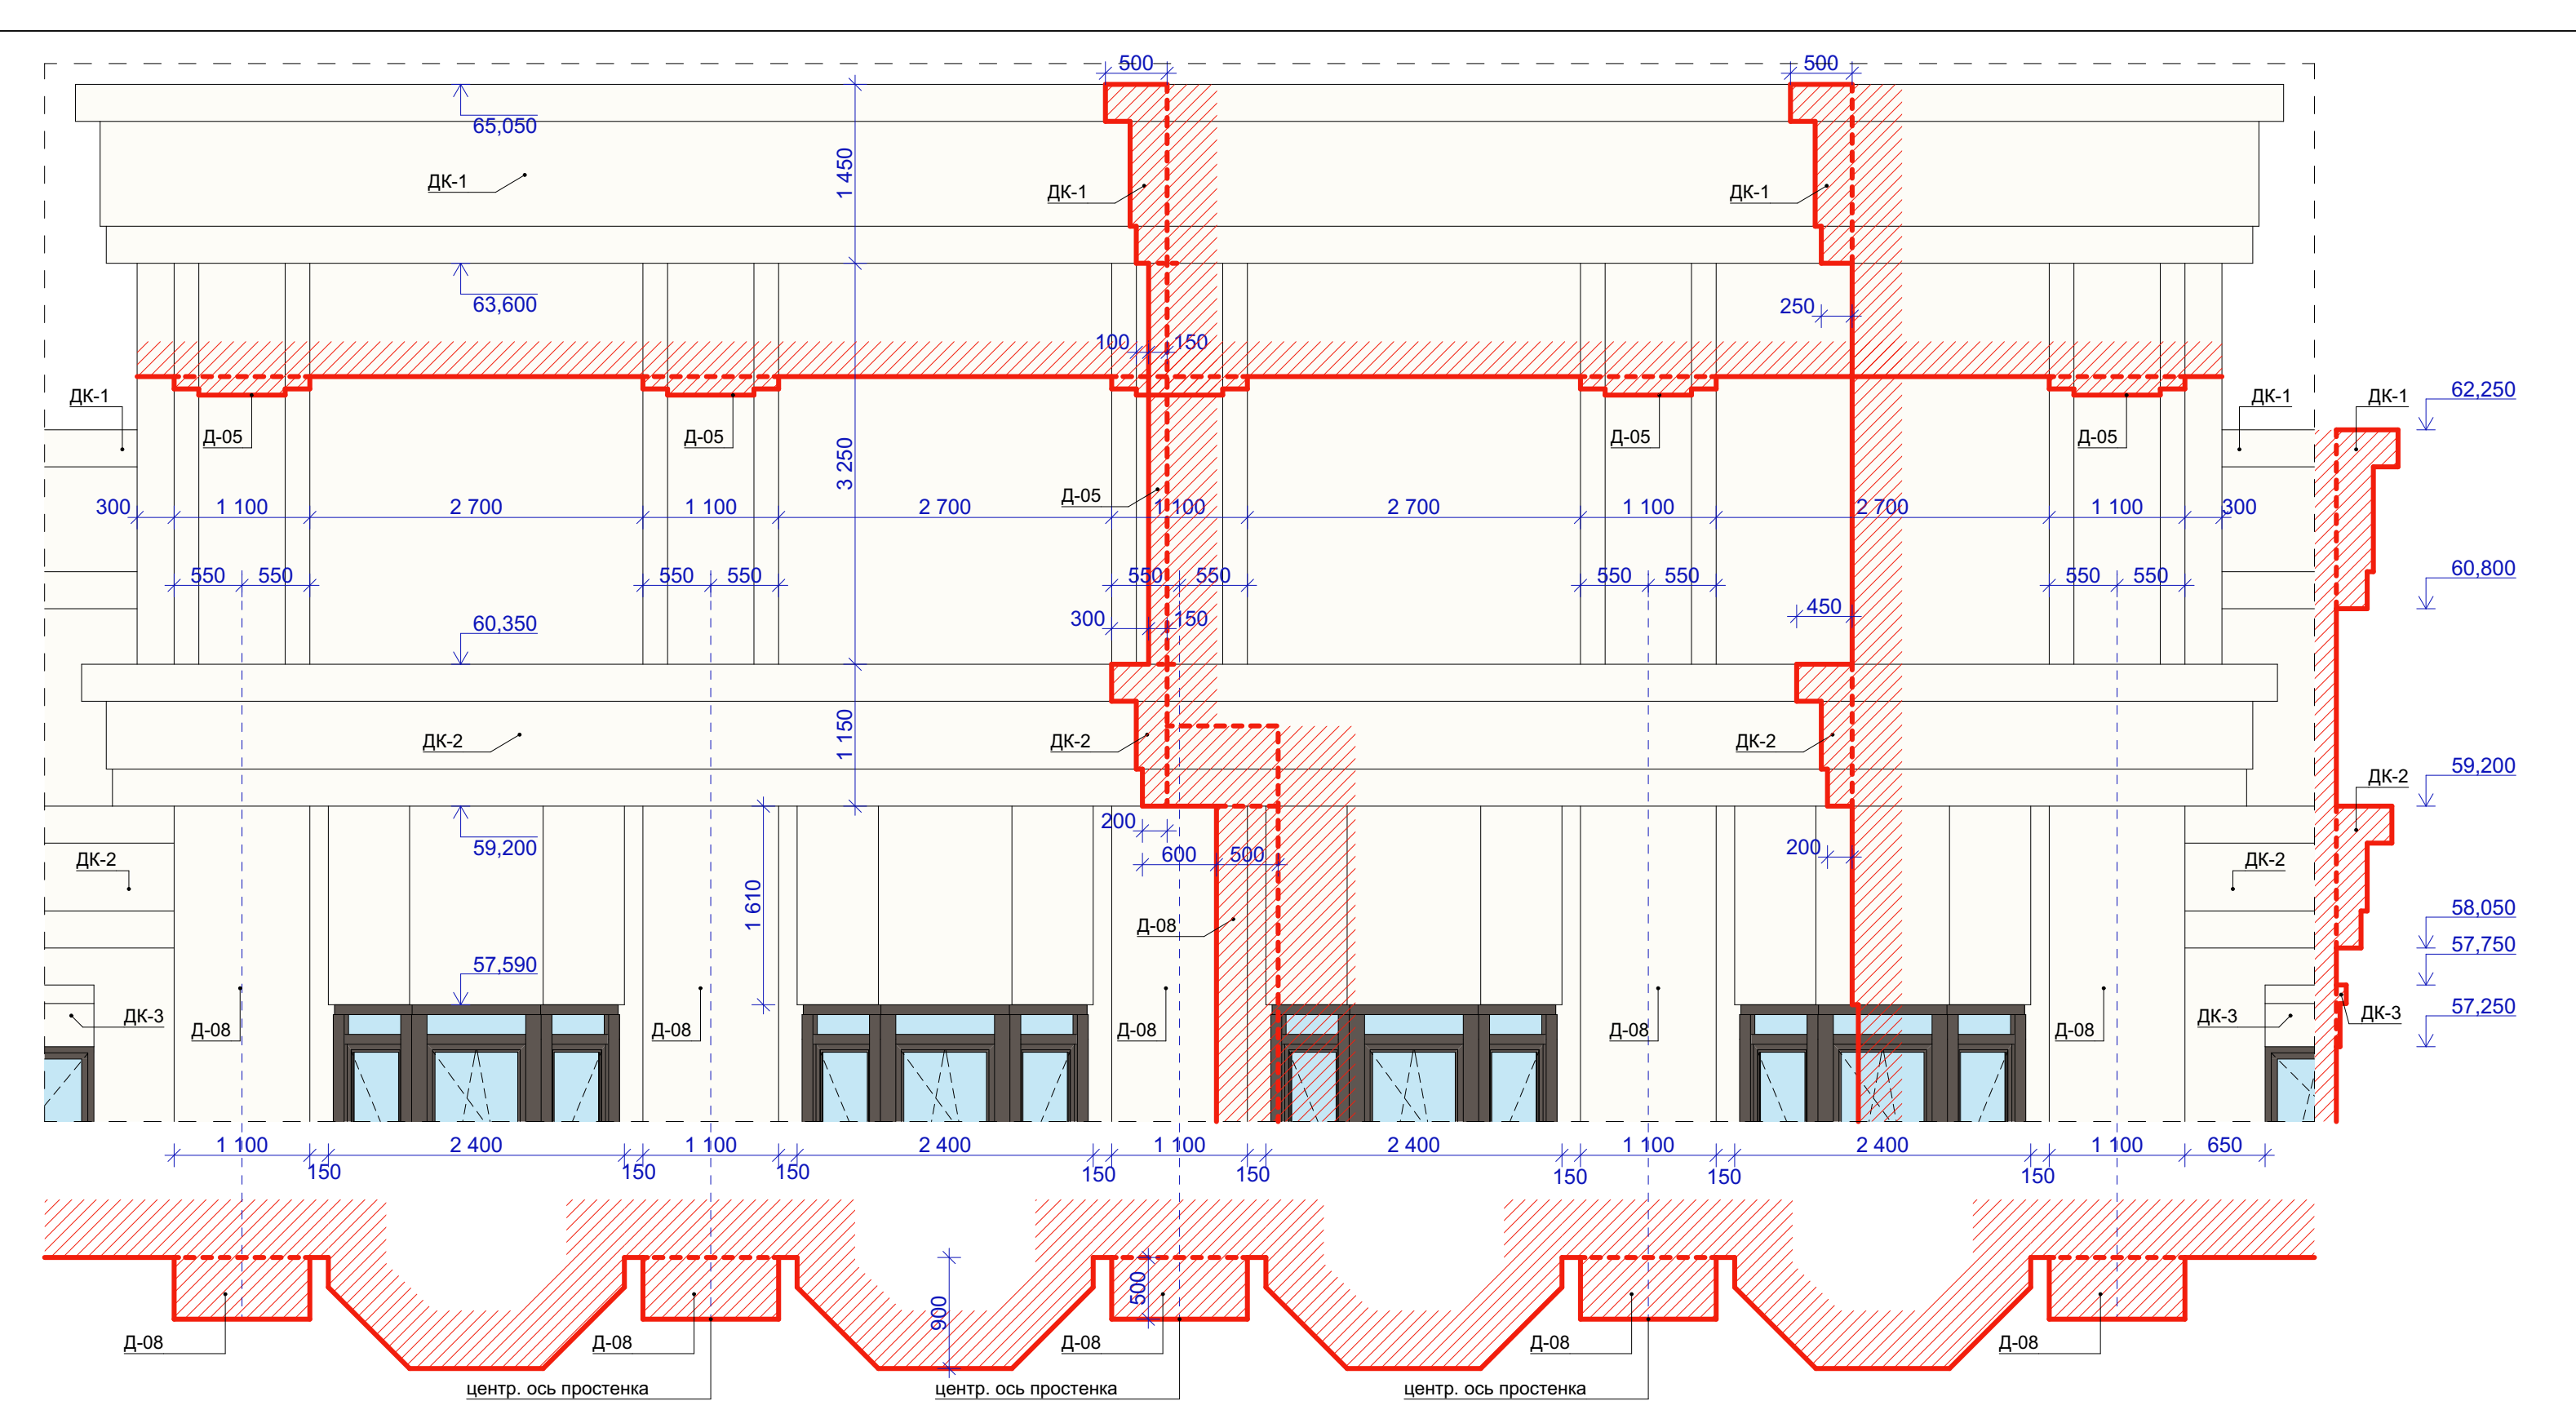 500 500
65,050
1 450
ДК-1 ДК-1 ДК-1
63,600
250
100 150
ДК-1 ДК-1 ДК-1 62,250
Д-05 Д-05 Д-05 Д-05
3 250
Д-05
300 1 100 2 700 1 100 2 700 1 100 2 700 1 100 2 700 1 100 300
60,800
550 550 550 550 550 550 550 550 550 550
450
60,350 300 150
1 150
ДК-2 ДК-2 ДК-2
ДК-2 59,200
200
59,200 600 500 200
ДК-2 ДК-2
1 610
58,050
Д-08
57,750
57,590
ДК-3 ДК-3 ДК-3 57,250
Д-08 Д-08 Д-08 Д-08 Д-08
1 100 2 400 1 100 2 400 1 100 2 400 1 100 2 400 1 100 650
150 150 150 150 150 150 150 150
500
900
Д-08 Д-08 Д-08 Д-08 Д-08
центр. ось простенка центр. ось простенка центр. ось простенка